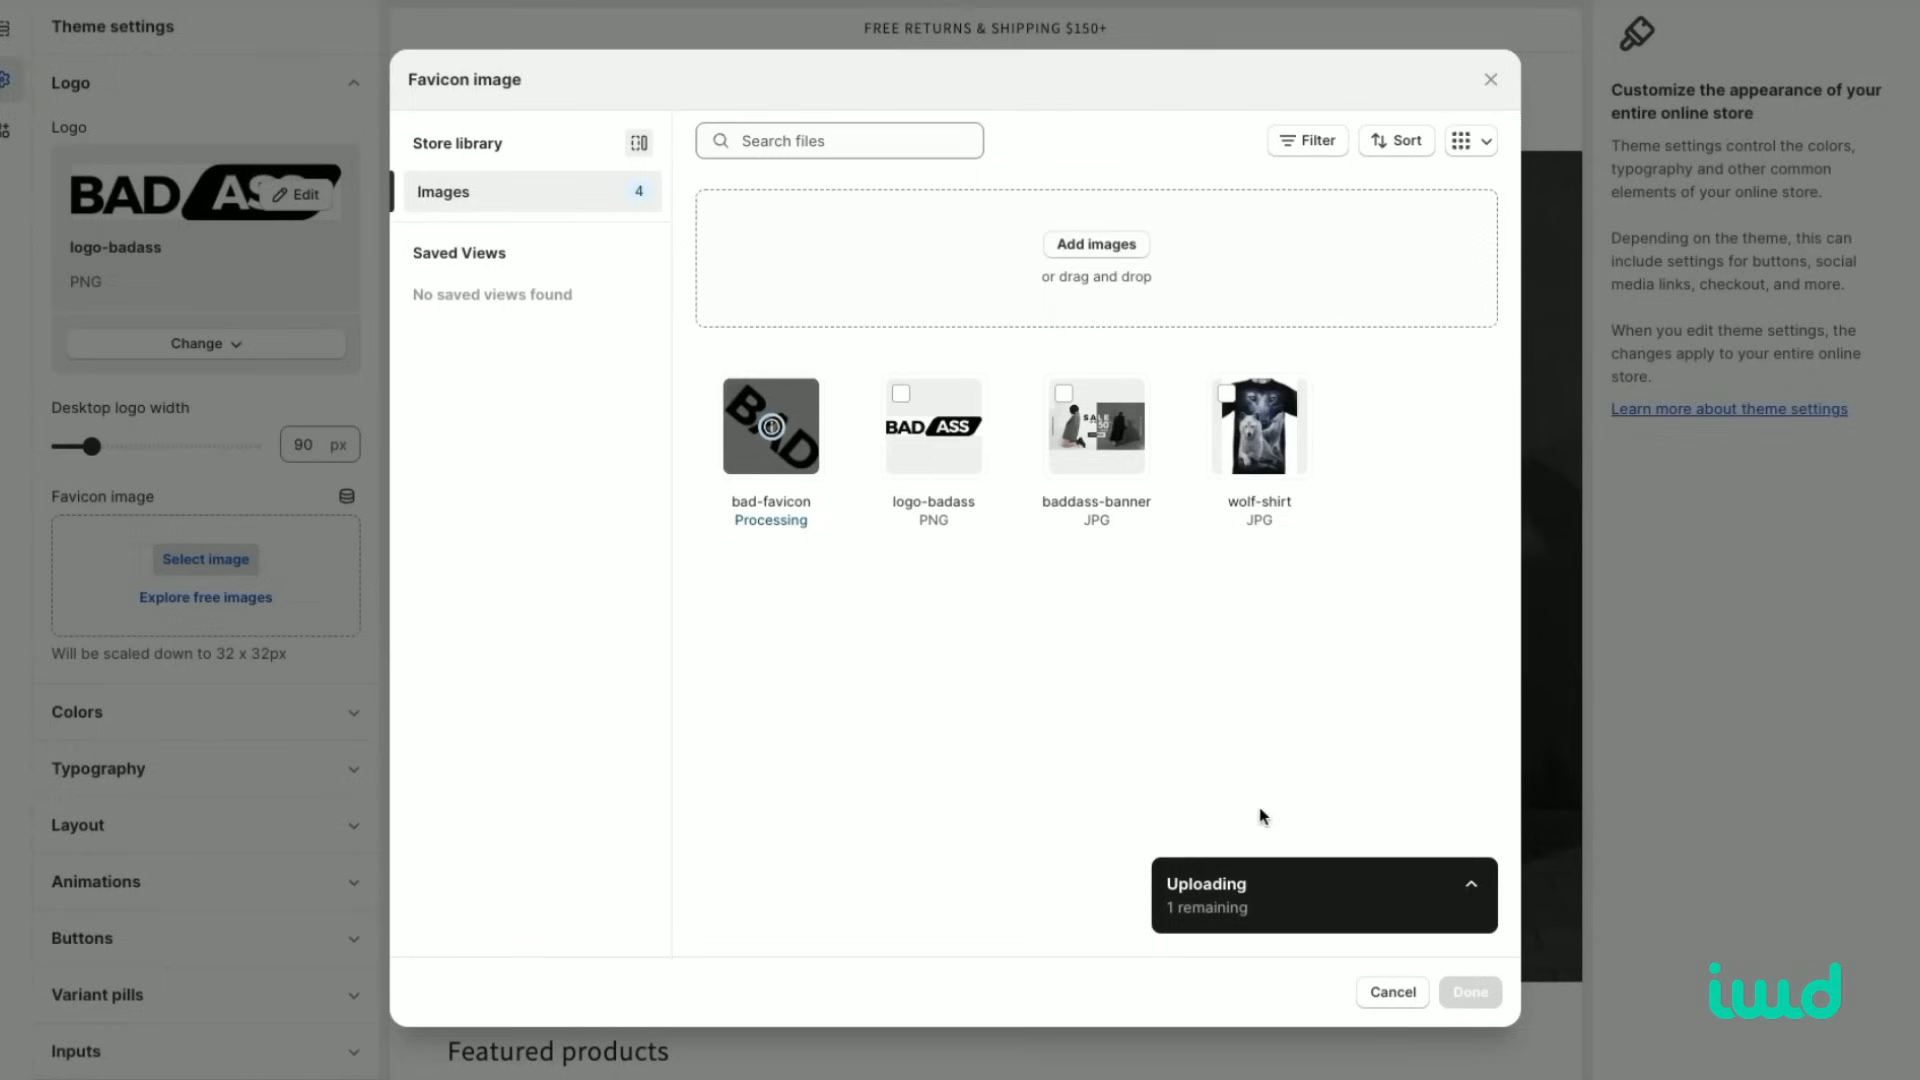 Theme settings
Logo
Logo
BAD AS
Edit
logo-badass
PNG
Change
Desktop logo width
90 px
Favicon image
Select image
Explore free images
Will be scaled down to 32 x 32px
Colors
Typography
Layout
Animations
Buttons
Variant pills
Inputs
FREE RETURNS & SHIPPING $150+
Favicon image
Store library
Images 4
Saved Views
No saved views found
Search files
Filter
Sort
Add images
or drag and drop
BAD
bad-favicon
Processing
BAD ASS
logo-badass
PNG
SALE
50
baddass-banner
JPG
wolf-shirt
JPG
Uploading
1 remaining
Cancel
Done
Featured products
Customize the appearance of your
entire online store
Theme settings control the colors,
typography and other common
elements of your online store.
Depending on the theme, this can
include settings for buttons, social
media links, checkout, and more.
When you edit theme settings, the
changes apply to your entire online
store.
Learn more about theme settings
iwd